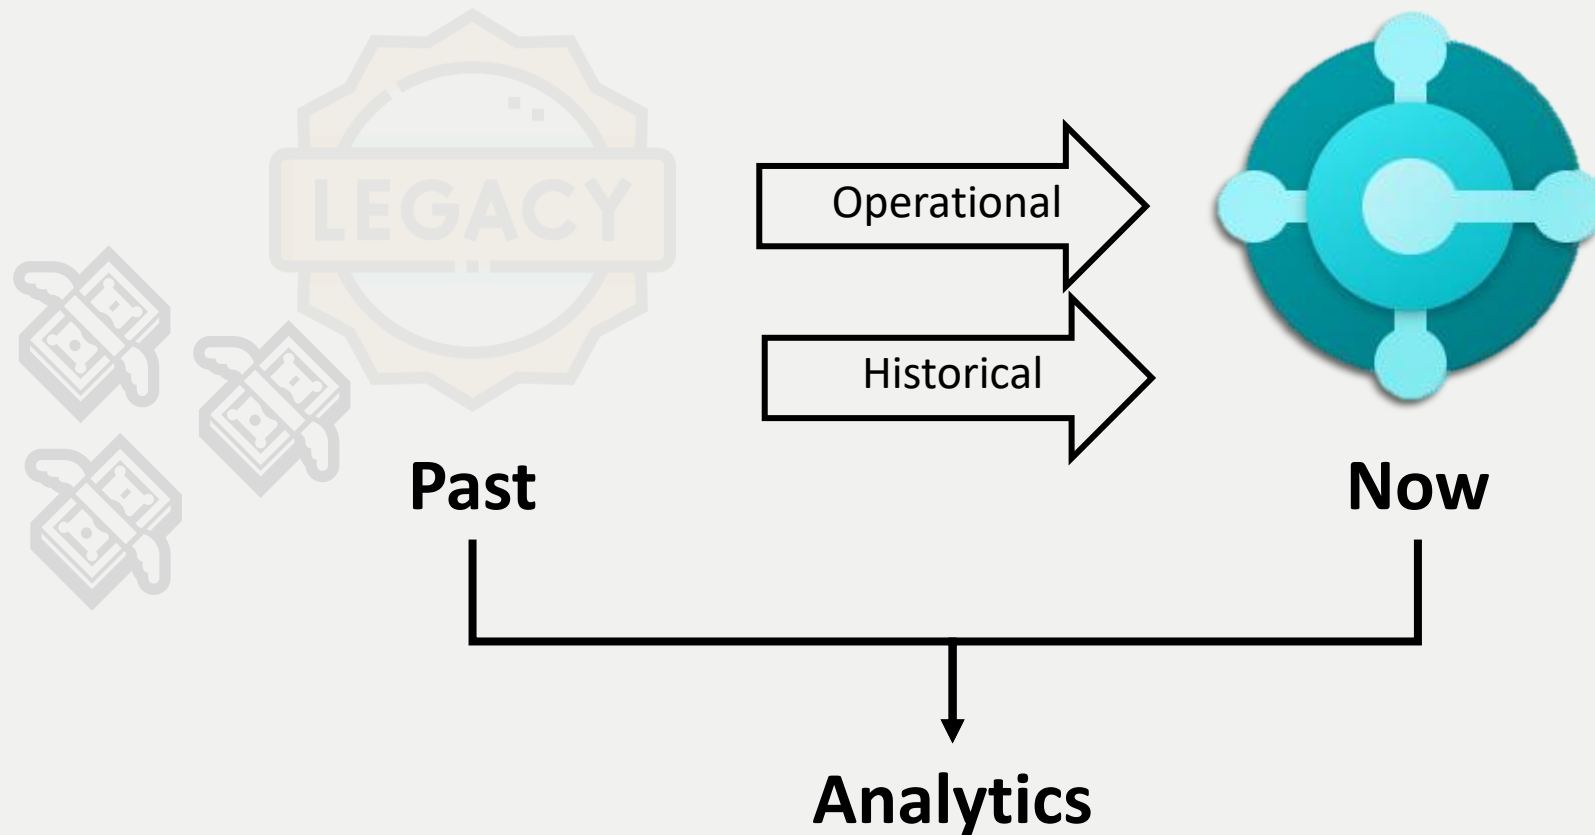 LEGACY
Operational
Historical
Past
Now
Analytics